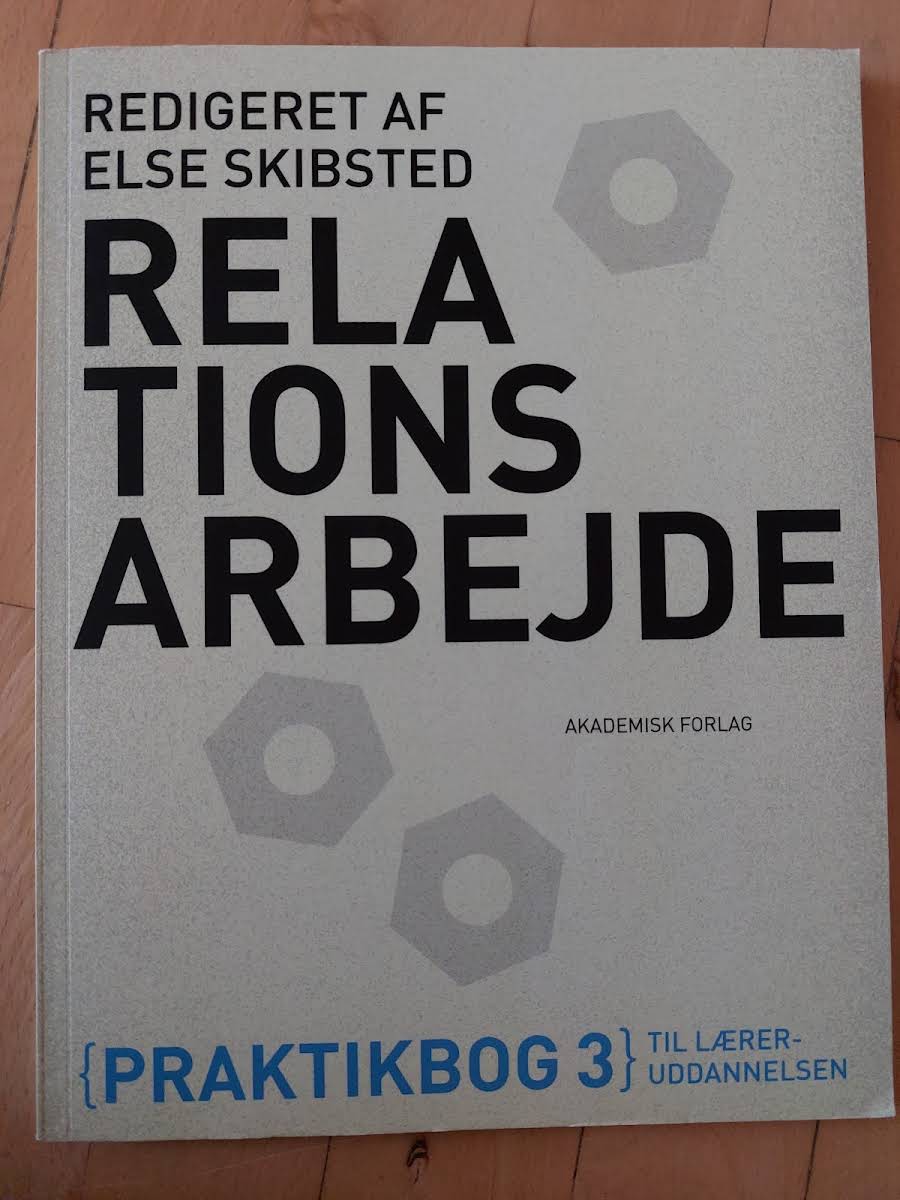 REDIGERET AF
ELSE SKIBSTED
RELA
TIONS
ARBEJDE
AKADEMISK FORLAG
{PRAKTIKBOG 3}
TIL LÆRER-
UDDANNELSEN